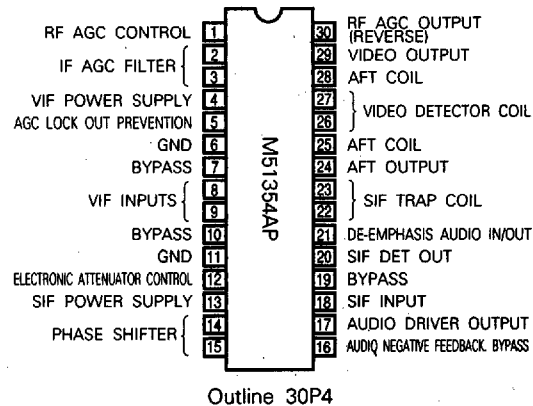 RF AGC CONTROL 1
IF AGC FILTER 2
3
VIF POWER SUPPLY 4
AGC LOCK OUT PREVENTION 5
GND 6
BYPASS 7
VIF INPUTS 8
9
BYPASS 10
GND 11
ELECTRONIC ATTENUATOR CONTROL 12
SIF POWER SUPPLY 13
PHASE SHIFTER 14
15
M51354AP
30 RF AGC OUTPUT
(REVERSE)
29 VIDEO OUTPUT
28 AFT COIL
27 VIDEO DETECTOR COIL
26
25 AFT COIL
24 AFT OUTPUT
23 SIF TRAP COIL
22
21 DE-EMPHASIS AUDIO IN/OUT
20 SIF DET OUT
19 BYPASS
18 SIF INPUT
17 AUDIO DRIVER OUTPUT
16 AUDIO NEGATIVE FEEDBACK. BYPASS
Outline 30P4